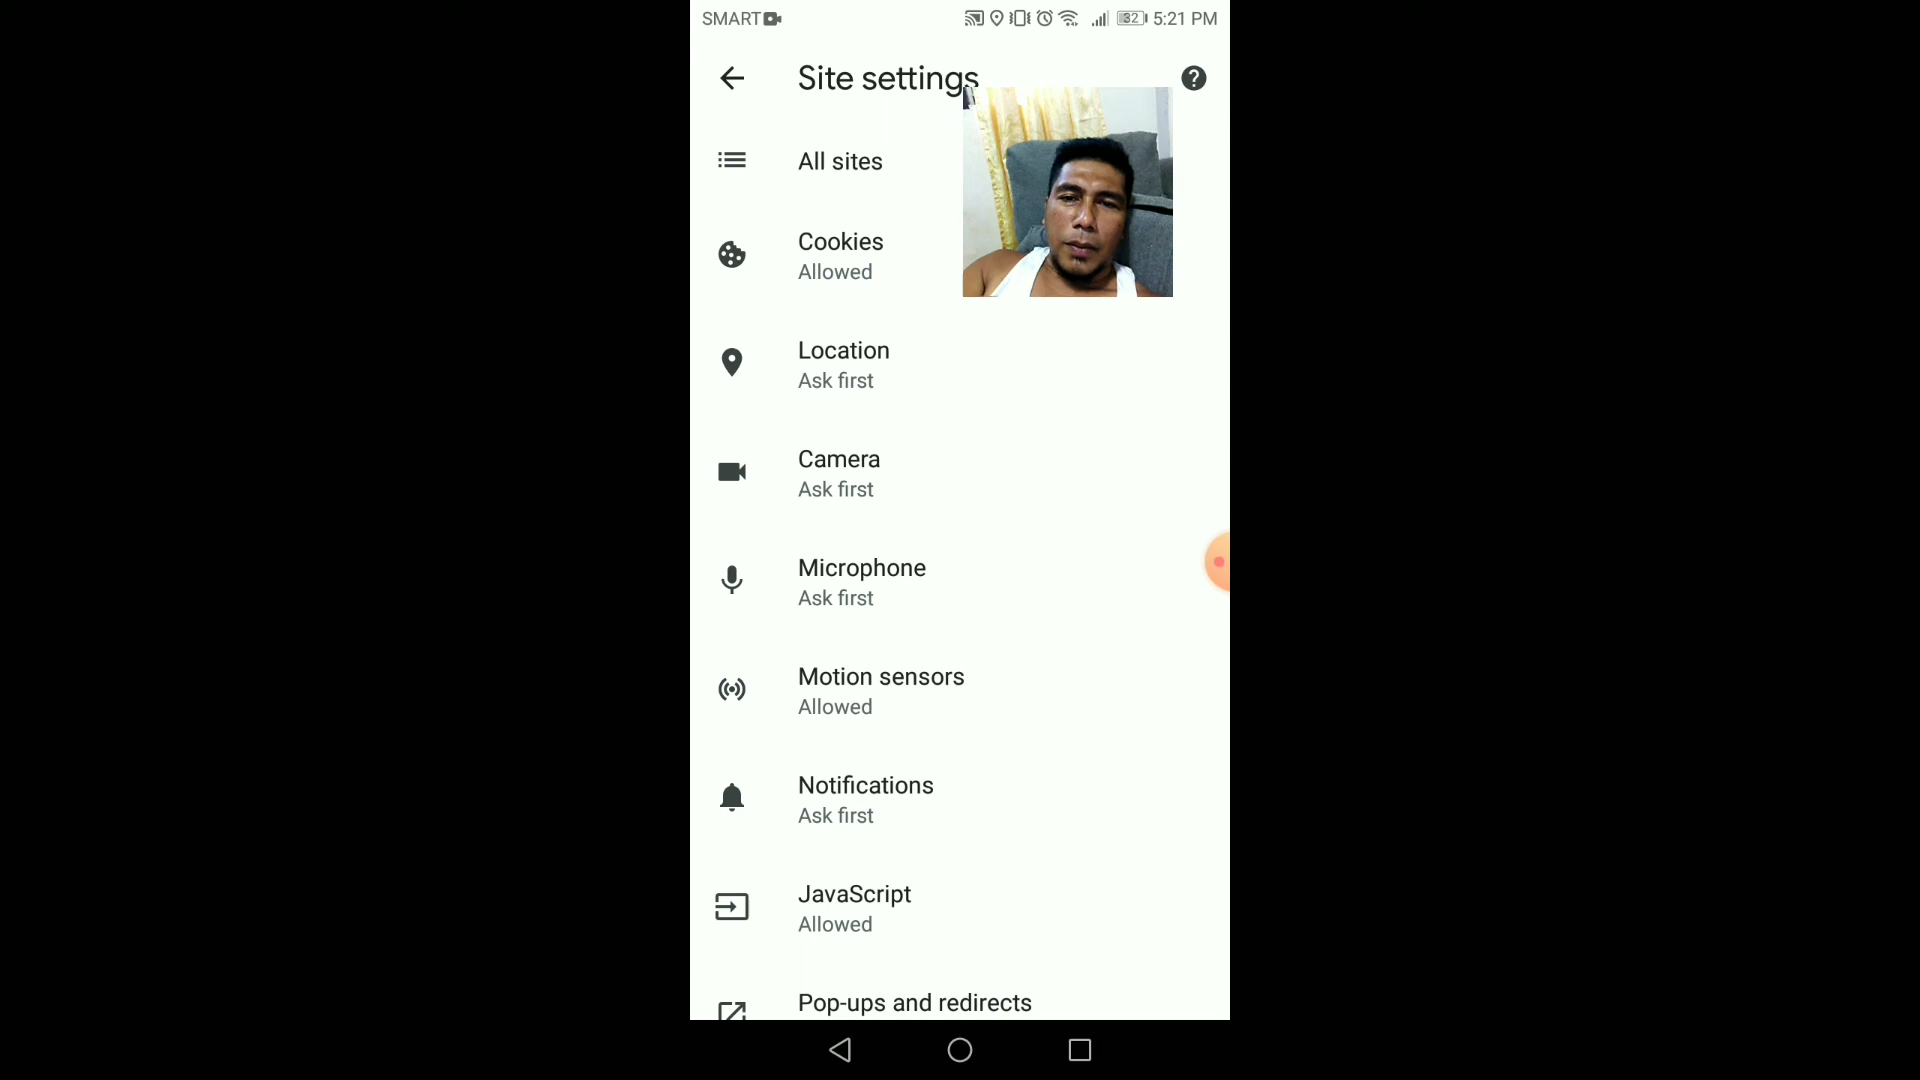 SMART 32 5:21 PM
Site settings
All sites
Cookies
Allowed
Location
Ask first
Camera
Ask first
Microphone
Ask first
Motion sensors
Allowed
Notifications
Ask first
JavaScript
Allowed
Pop-ups and redirects